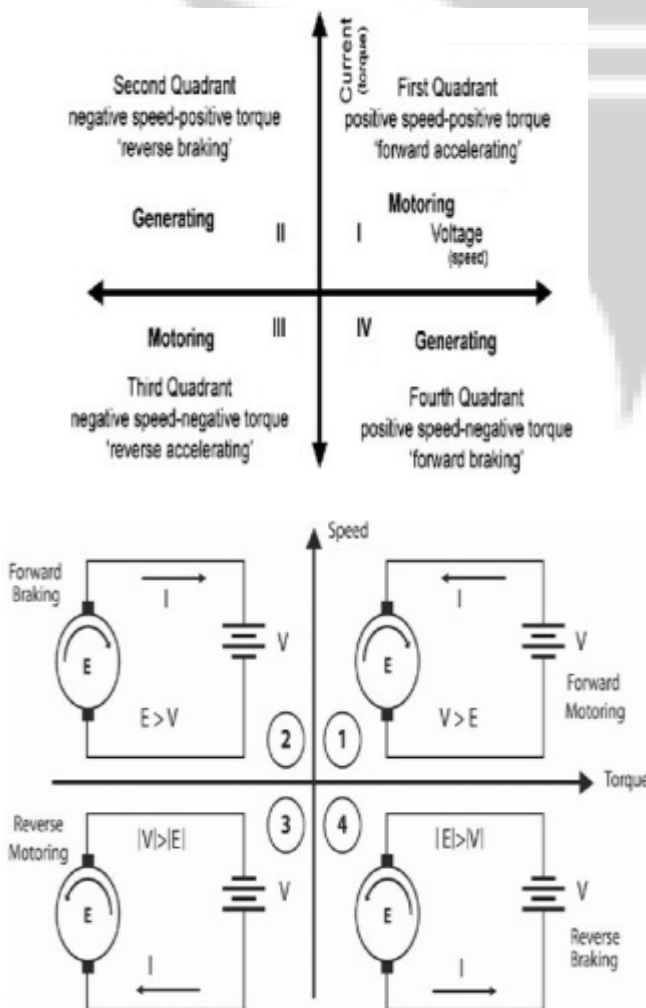 Current
(torque)
Second Quadrant
negative speed-positive torque
'reverse braking'
First Quadrant
positive speed-positive torque
'forward accelerating'
Generating
II
I
Motoring
Voltage
(speed)
Motoring
III
IV
Generating
Third Quadrant
negative speed-negative torque
'reverse accelerating'
Fourth Quadrant
positive speed-negative torque
'forward braking'
Speed
Forward
Braking
I
E
V
E > V
2
I
E
V
V > E
Forward
Motoring
1
Torque
Reverse
Motoring
|V|>|E|
3
E
V
I
4
|E|>|V|
E
V
Reverse
Braking
I